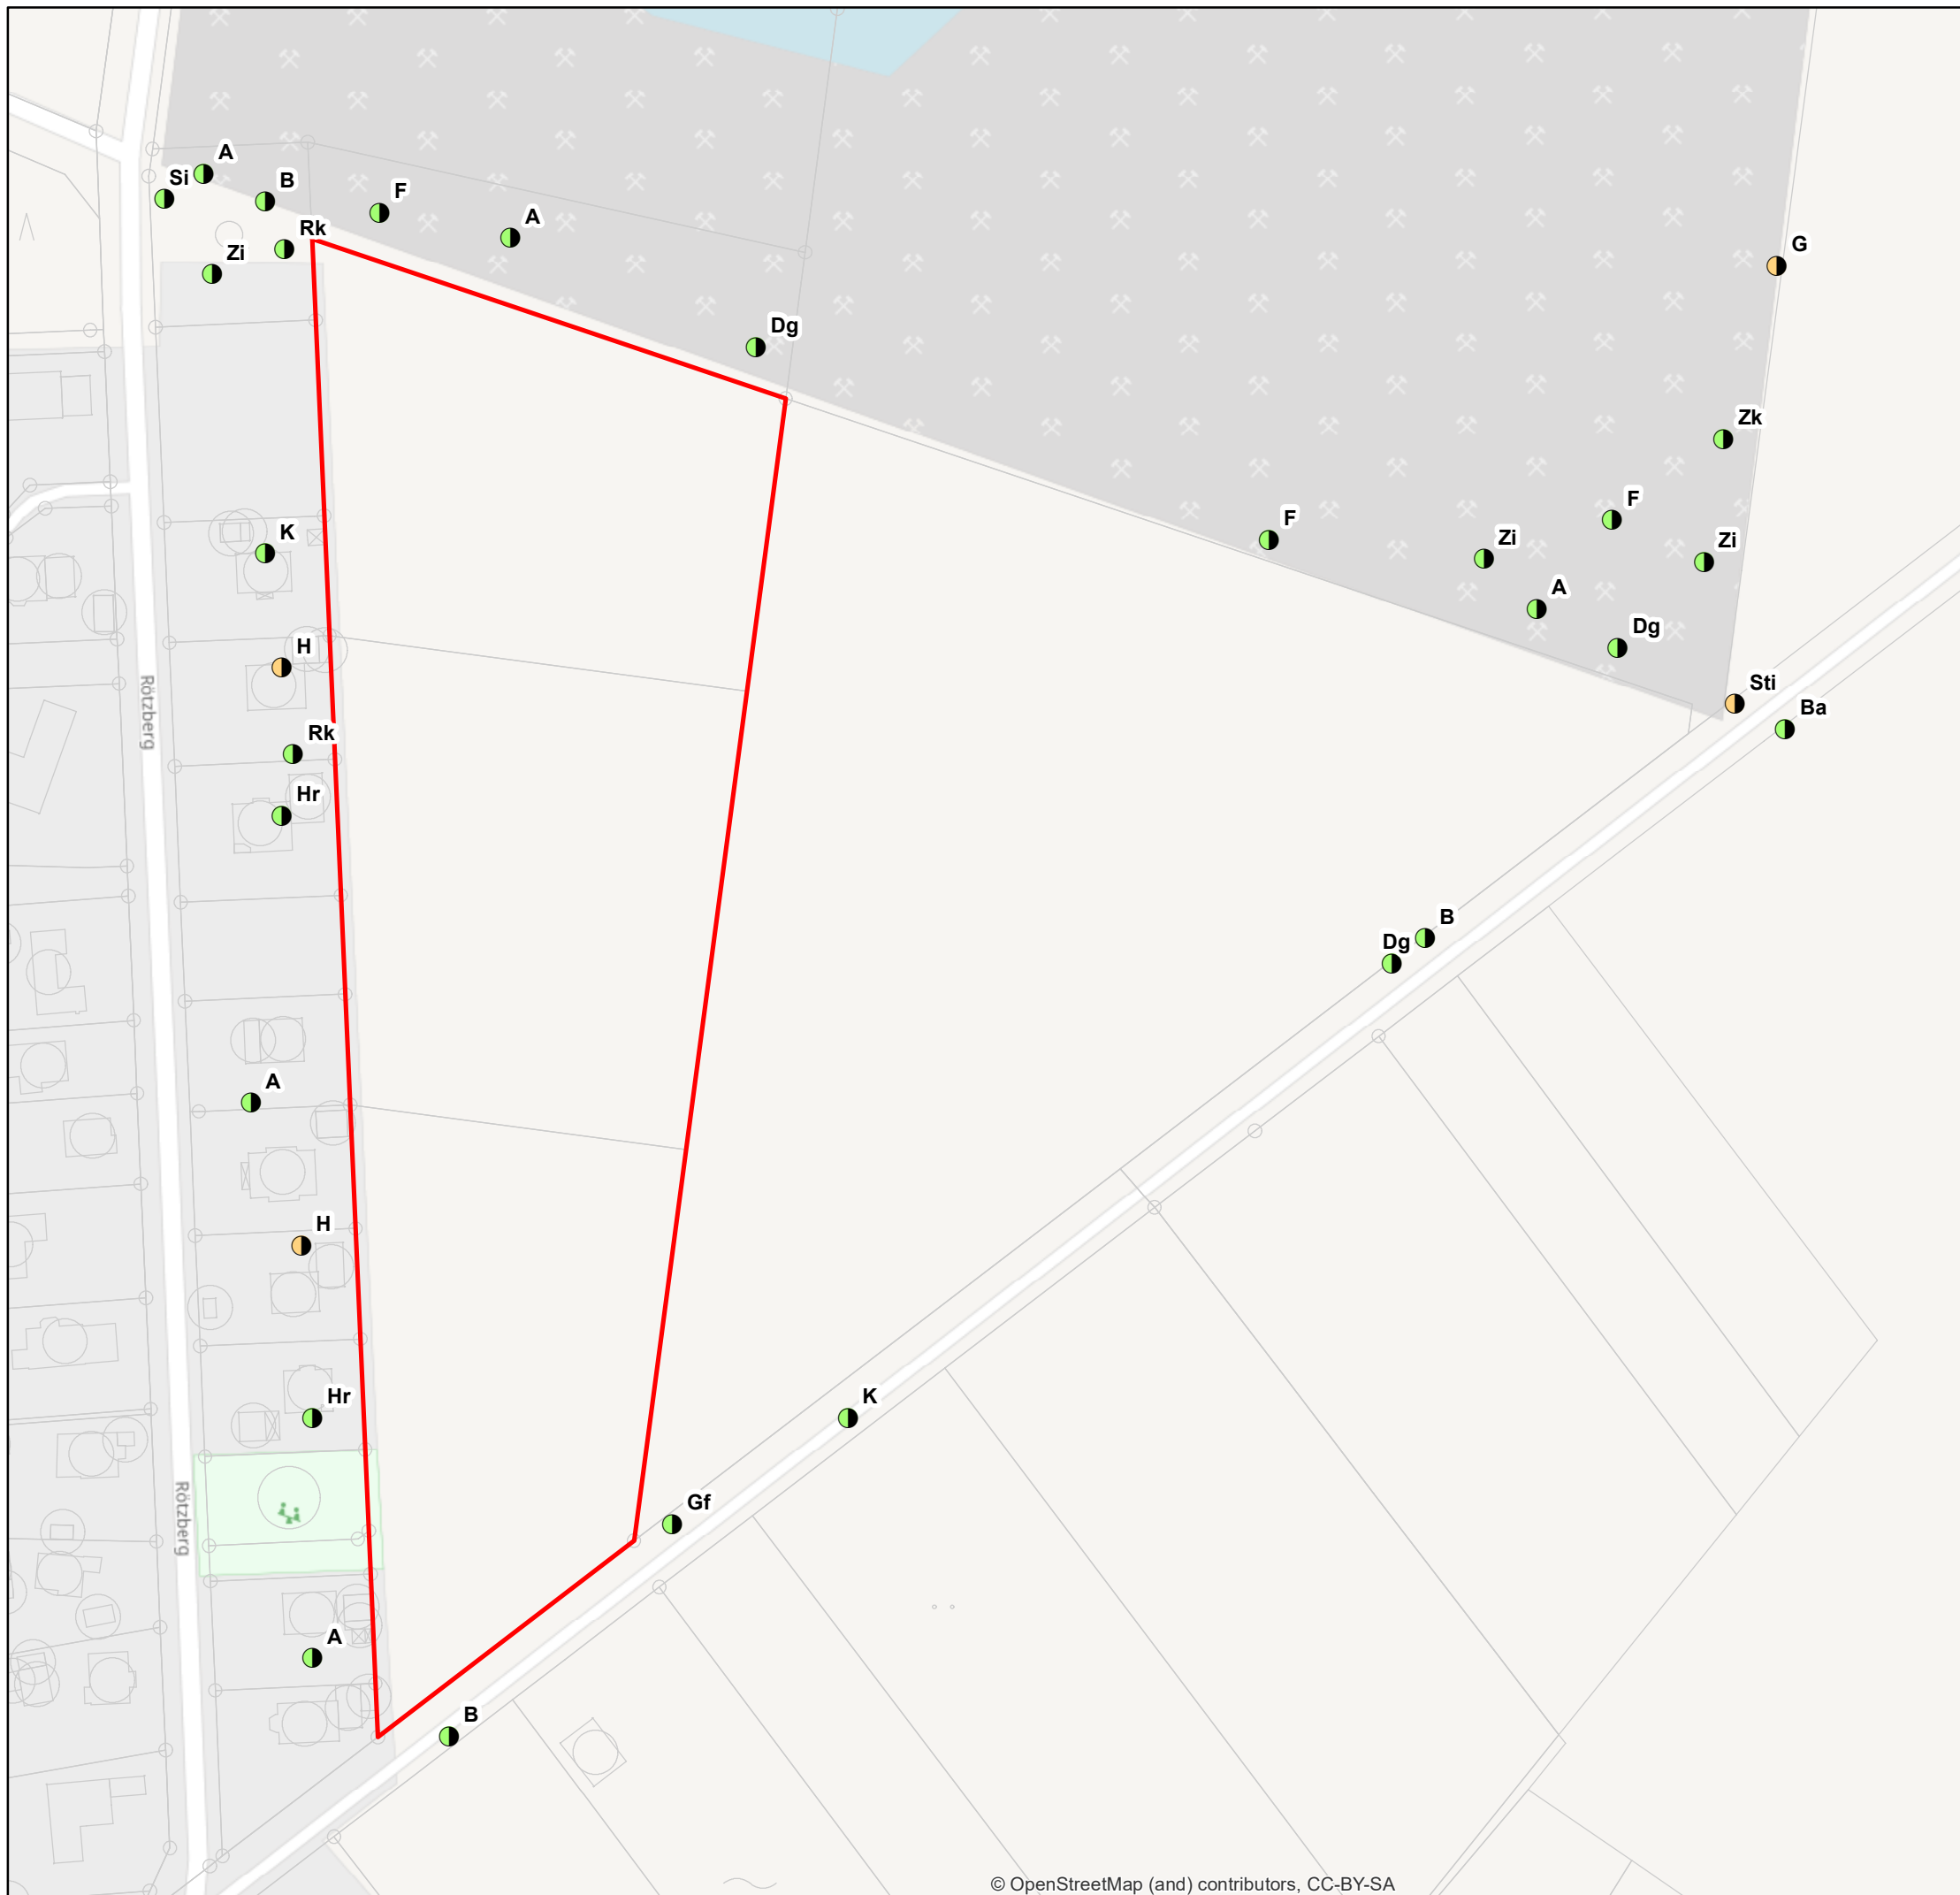 A
Si
B
F
A
Rk
Zi
G
Dg
Zk
F
F
K
Zi
Zi
A
Dg
H
Sti
Rötzberg
Ba
Rk
Hr
B
Dg
A
H
Hr
K
Gf
Rötzberg
A
B
© OpenStreetMap (and) contributors, CC-BY-SA